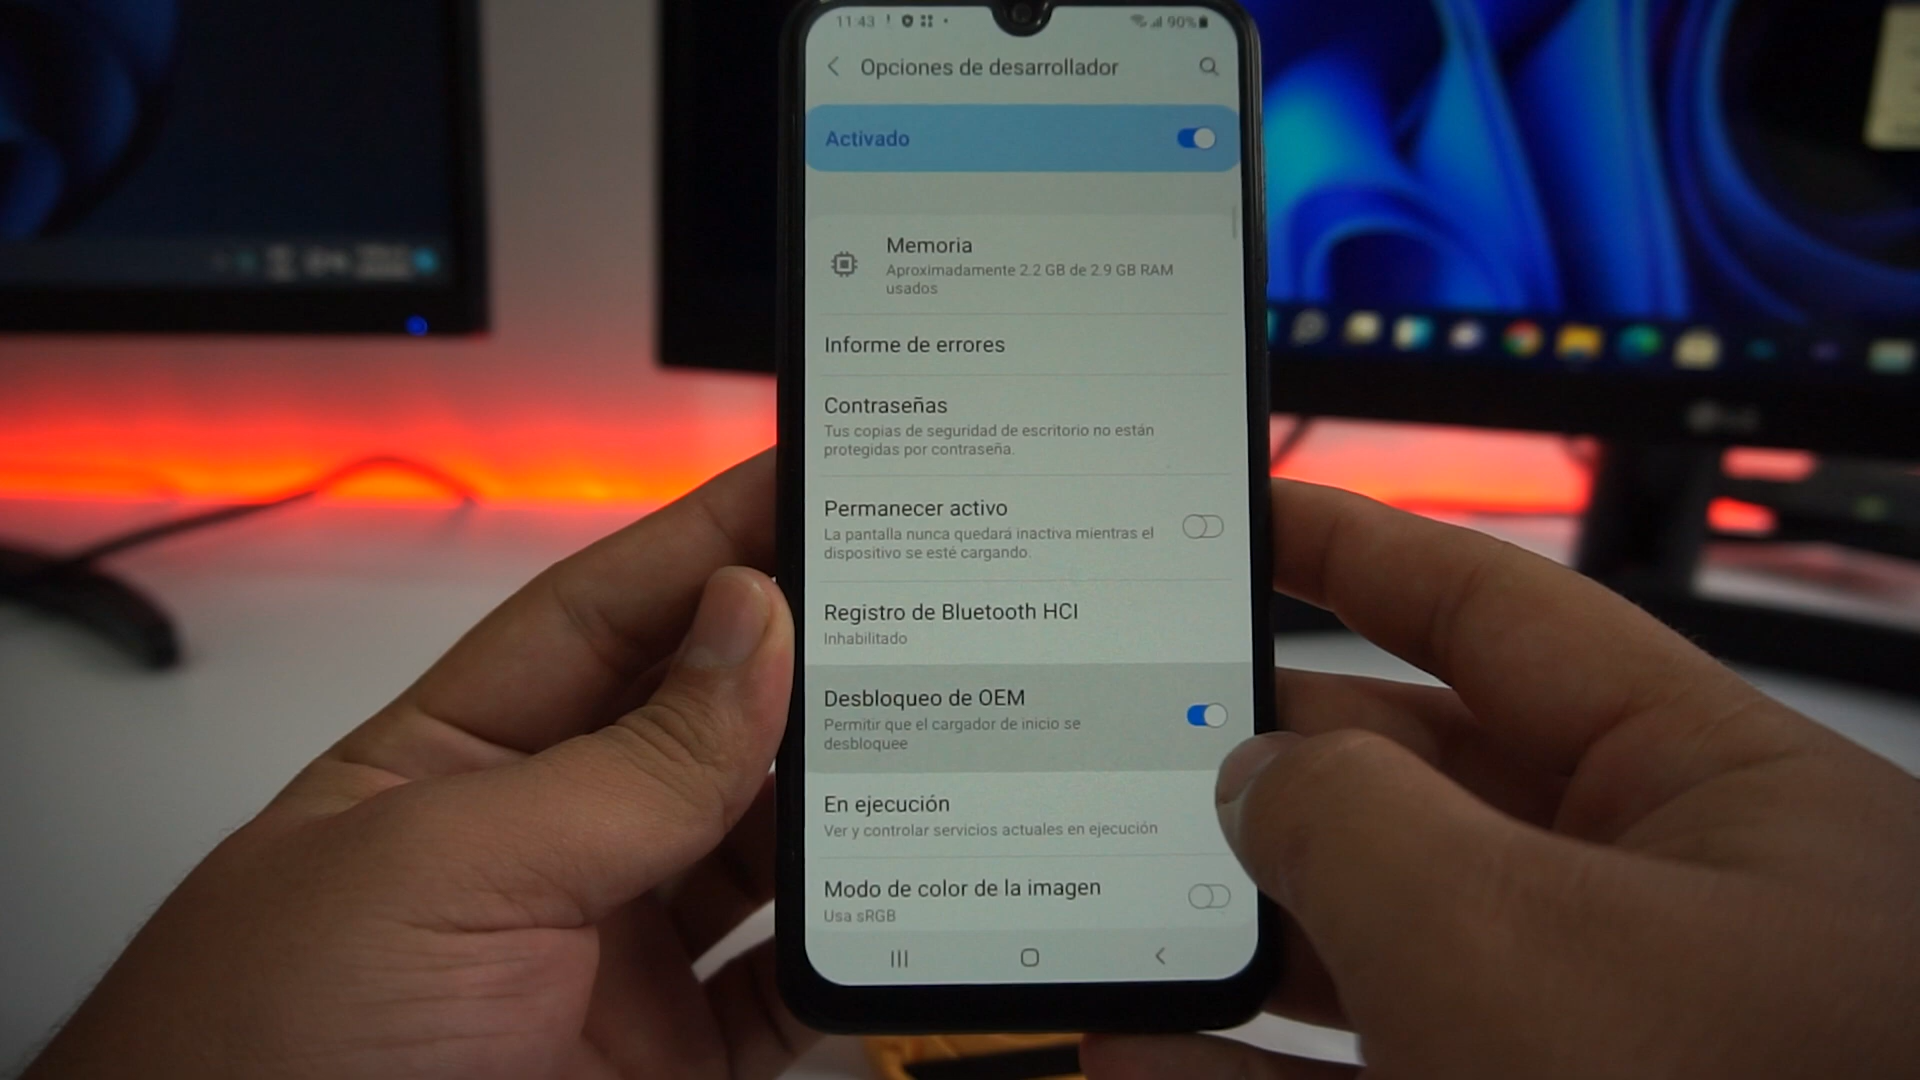 11:43
90%
Opciones de desarrollador
Activado
Memoria
Aproximadamente 2.2 GB de 2.9 GB RAM
usados
Informe de errores
Contraseñas
Tus copias de seguridad de escritorio no están
protegidas por contraseña.
Permanecer activo
La pantalla nunca quedará inactiva mientras el
dispositivo se esté cargando.
Registro de Bluetooth HCI
Inhabilitado
Desbloqueo de OEM
Permitir que el cargador de inicio se
desbloquee
En ejecución
Ver y controlar servicios actuales en ejecución
Modo de color de la imagen
Usa sRGB